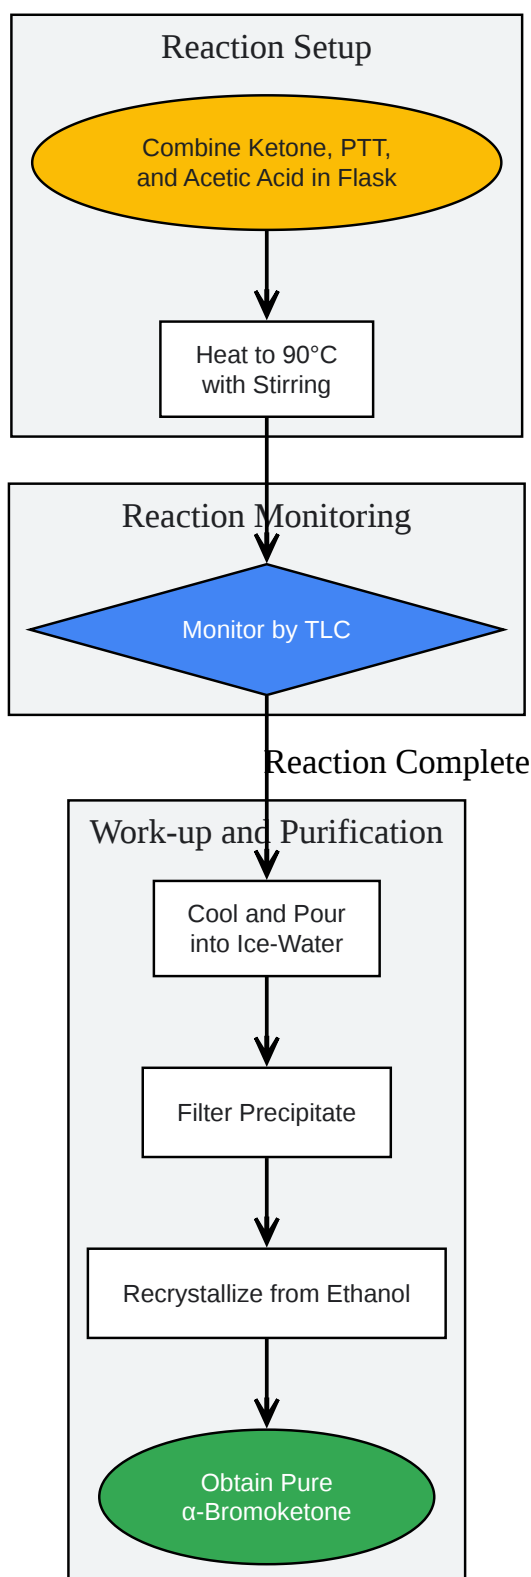 Reaction Setup
Combine Ketone, PTT,
and Acetic Acid in Flask
Heat to 90°C
with Stirring
Reaction Monitoring
Monitor by TLC
Reaction Complete
Work-up and Purification
Cool and Pour
into Ice-Water
Filter Precipitate
Recrystallize from Ethanol
Obtain Pure
α-Bromoketone